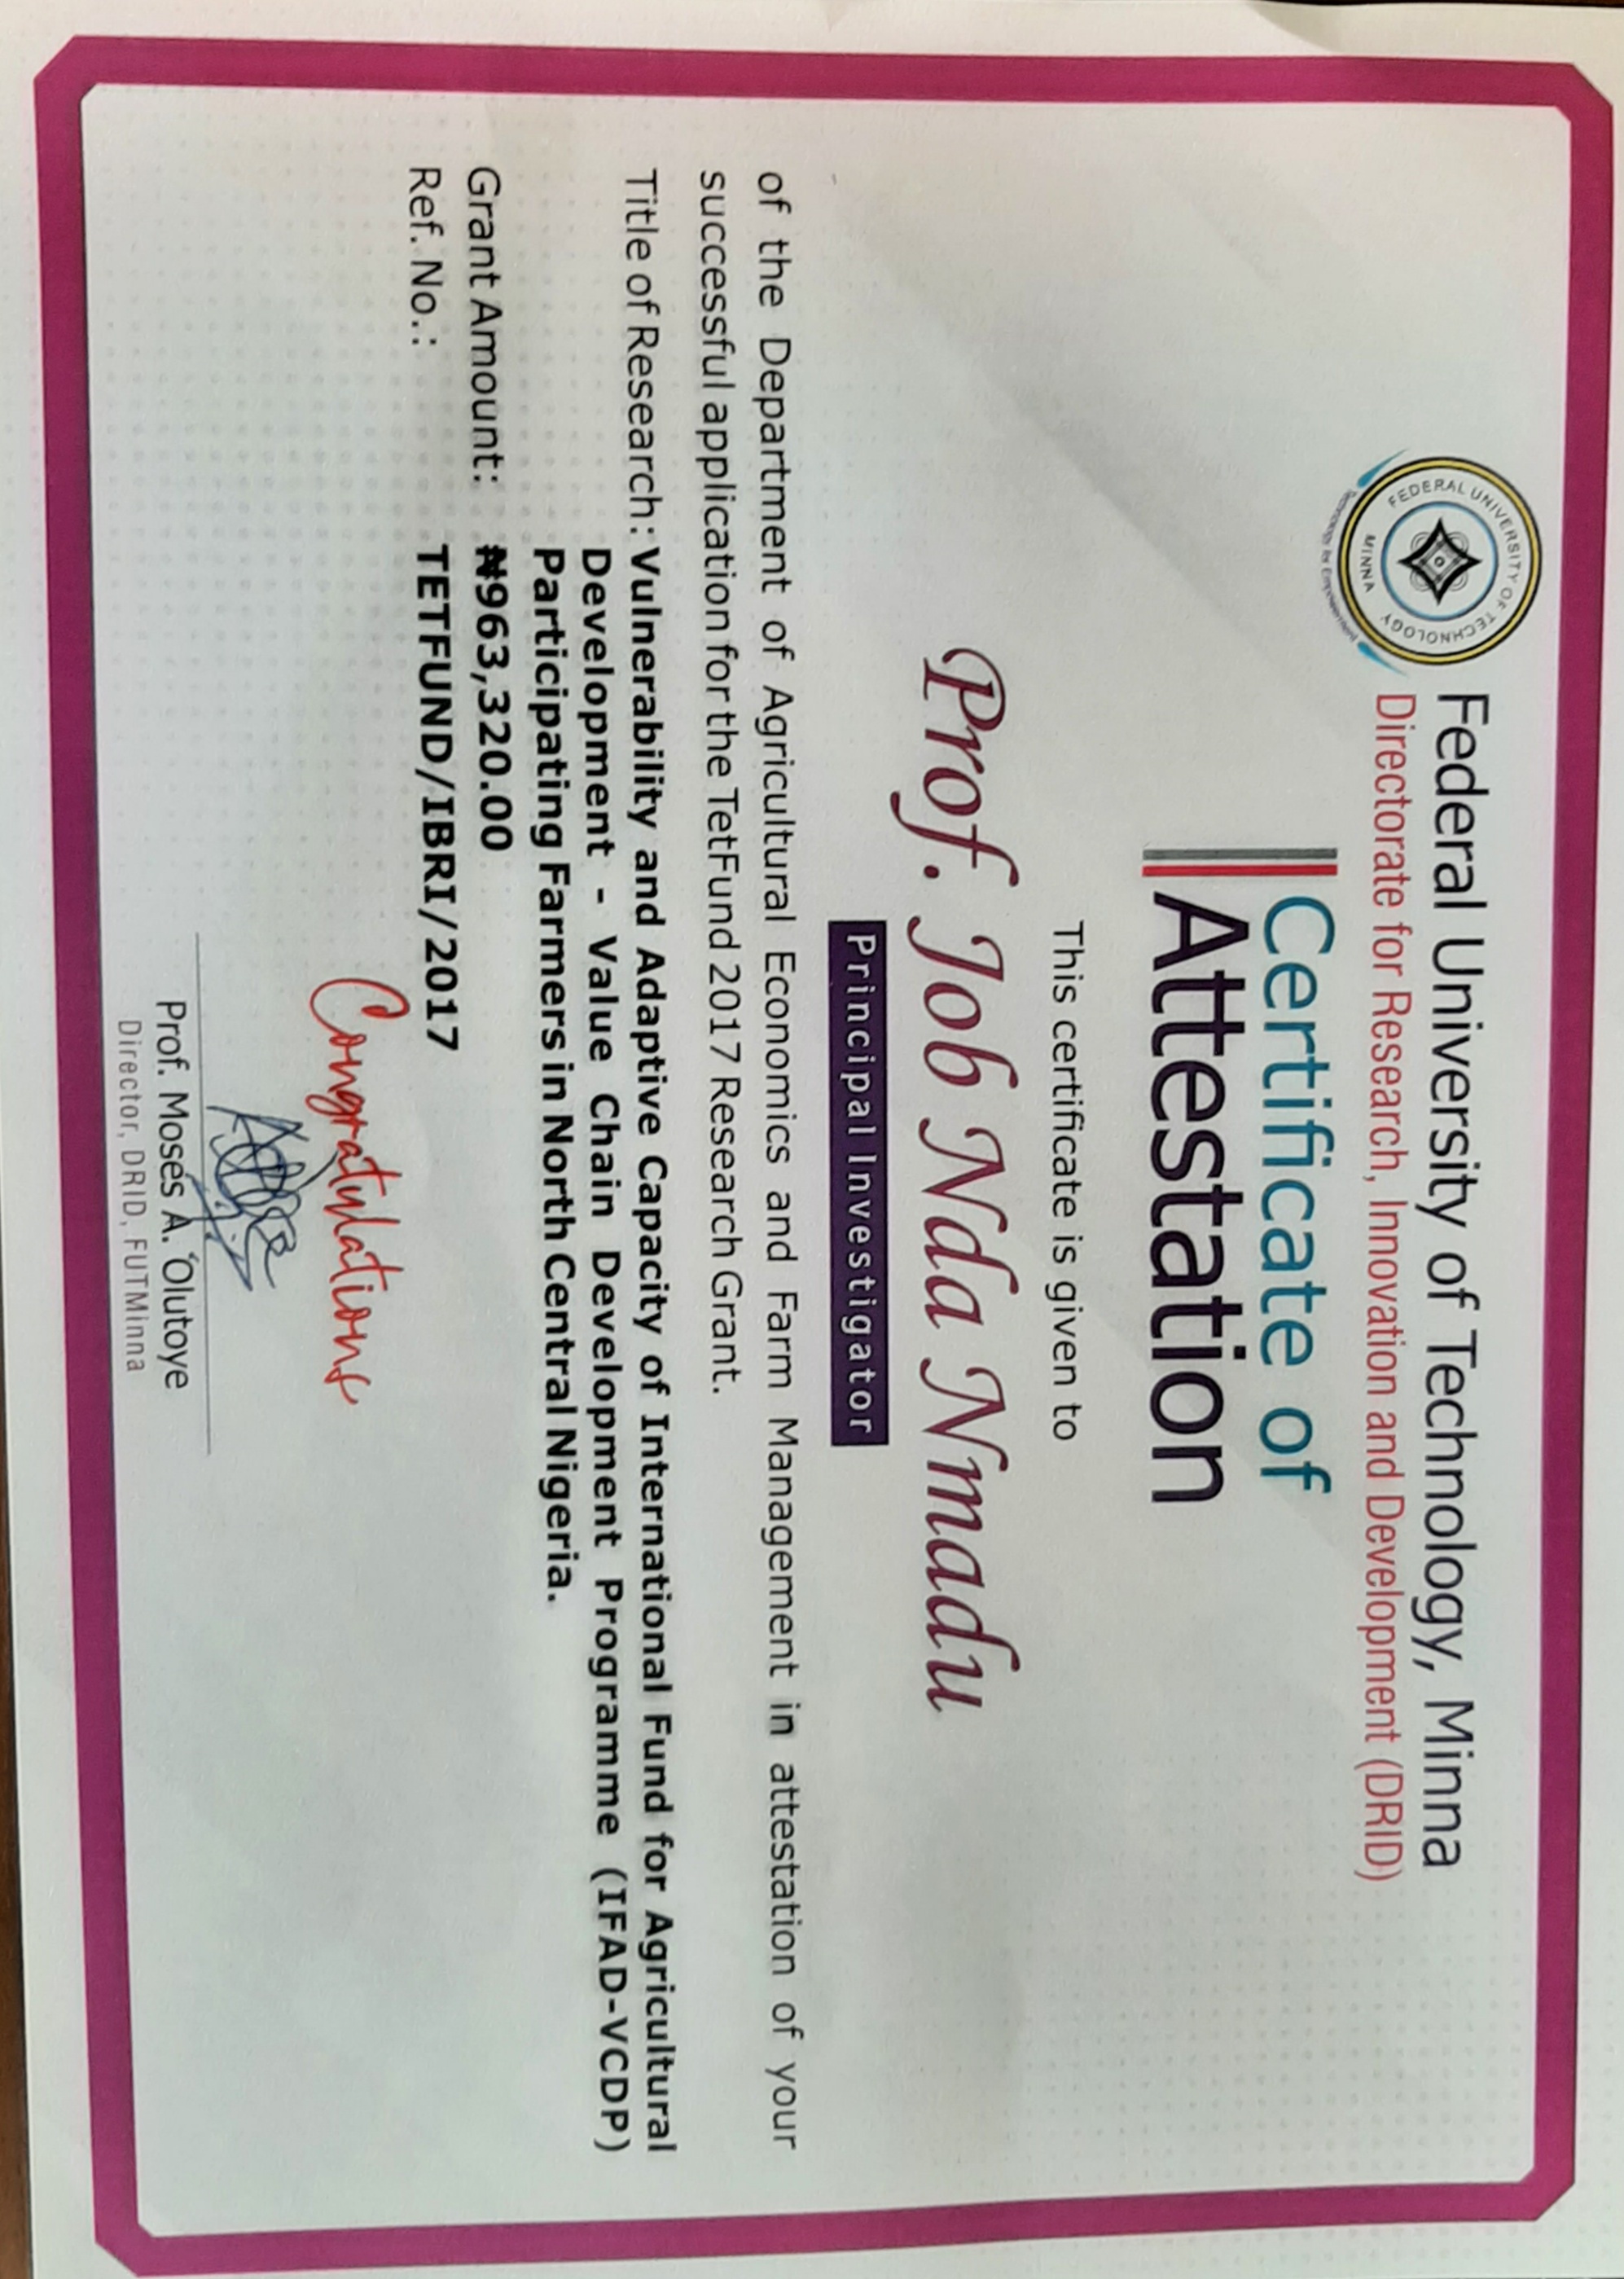 FEDERAL UNIVERSITY OF TECHNOLOGY
MINNA
Technology for Empowerment
Federal University of Technology, Minna
Directorate for Research, Innovation and Development (DRID)
Certificate of
Attestation
This certificate is given to
Prof. Job Nda Nmadu
Principal Investigator
of the Department of Agricultural Economics and Farm Management in attestation of your
successful application for the TetFund 2017 Research Grant.
Title of Research: Vulnerability and Adaptive Capacity of International Fund for Agricultural
Development - Value Chain Development Programme (IFAD-VCDP)
Participating Farmers in North Central Nigeria.
Grant Amount: ₦963,320.00
Ref. No.: TETFUND/IBRI/2017
Congratulations
Prof. Moses A. Olutoye
Director, DRID, FUTMinna